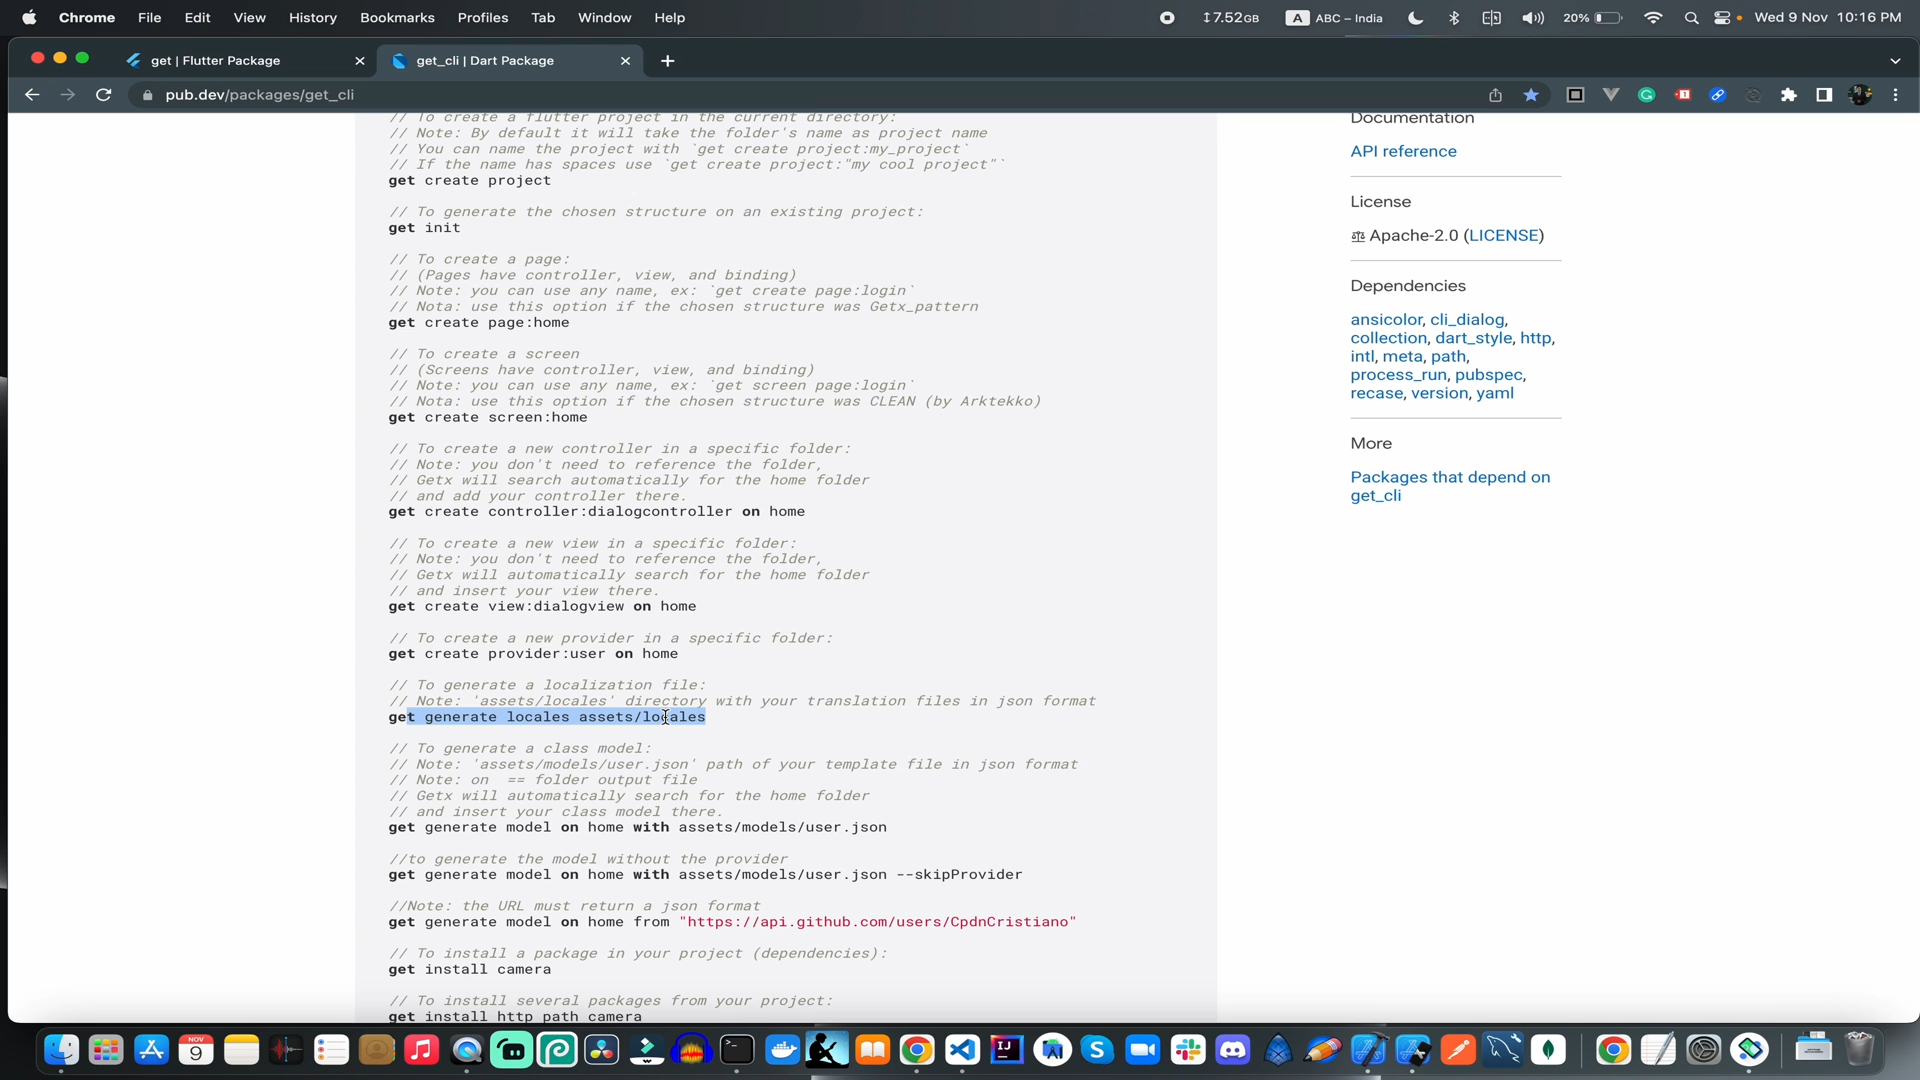 Chrome File Edit View History Bookmarks Profiles Tab Window Help 7.52GB A ABC – India 20% Wed 9 Nov 10:16 PM
get | Flutter Package get_cli | Dart Package
pub.dev/packages/get_cli
// To create a flutter project in the current directory:
// Note: By default it will take the folder's name as project name
// You can name the project with `get create project:my_project`
// If the name has spaces use `get create project:"my cool project"`
get create project
// To generate the chosen structure on an existing project:
get init
// To create a page:
// (Pages have controller, view, and binding)
// Note: you can use any name, ex: `get create page:login`
// Nota: use this option if the chosen structure was Getx_pattern
get create page:home
// To create a screen
// (Screens have controller, view, and binding)
// Note: you can use any name, ex: `get screen page:login`
// Nota: use this option if the chosen structure was CLEAN (by Arktekko)
get create screen:home
// To create a new controller in a specific folder:
// Note: you don't need to reference the folder,
// Getx will search automatically for the home folder
// and add your controller there.
get create controller:dialogcontroller on home
// To create a new view in a specific folder:
// Note: you don't need to reference the folder,
// Getx will automatically search for the home folder
// and insert your view there.
get create view:dialogview on home
// To create a new provider in a specific folder:
get create provider:user on home
// To generate a localization file:
// Note: 'assets/locales' directory with your translation files in json format
get generate locales assets/locales
// To generate a class model:
// Note: 'assets/models/user.json' path of your template file in json format
// Note: on == folder output file
// Getx will automatically search for the home folder
// and insert your class model there.
get generate model on home with assets/models/user.json
//to generate the model without the provider
get generate model on home with assets/models/user.json --skipProvider
//Note: the URL must return a json format
get generate model on home from "https://api.github.com/users/CpdnCristiano"
// To install a package in your project (dependencies):
get install camera
// To install several packages from your project:
get install http path camera
Documentation
API reference
License
Apache-2.0 (LICENSE)
Dependencies
ansicolor, cli_dialog,
collection, dart_style, http,
intl, meta, path,
process_run, pubspec,
recase, version, yaml
More
Packages that depend on
get_cli
NOV
9